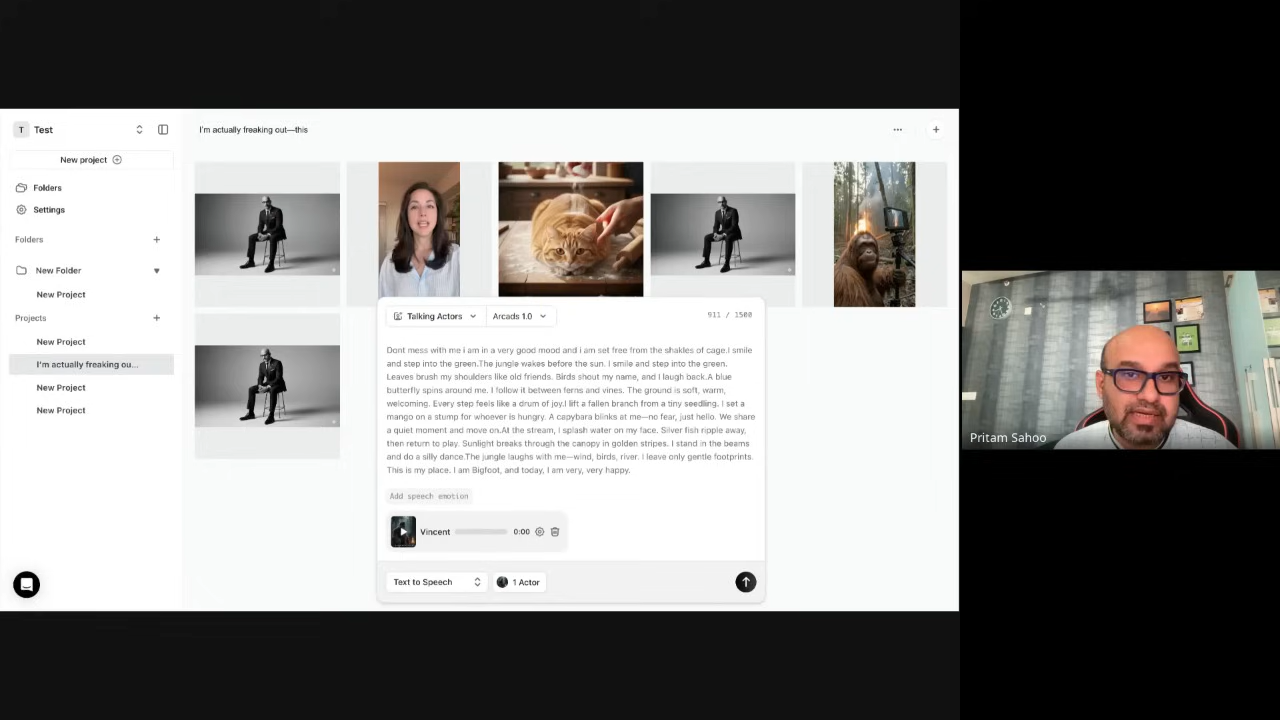 T Test
New project
Folders
Settings
Folders
New Folder
New Project
Projects
New Project
I'm actually freaking ou...
New Project
New Project
I'm actually freaking out—this
Talking Actors
Arcads 1.0
911 / 1500
Dont mess with me i am in a very good mood and i am set free from the shakles of cage.I smile
and step into the green.The jungle wakes before the sun. I smile and step into the green.
Leaves brush my shoulders like old friends. Birds shout my name, and I laugh back.A blue
butterfly spins around me. I follow it between ferns and vines. The ground is soft, warm,
welcoming. Every step feels like a drum of joy.I lift a fallen branch from a tiny seedling. I set a
mango on a stump for whoever is hungry. A capybara blinks at me—no fear, just hello. We share
a quiet moment and move on.At the stream, I splash water on my face. Silver fish ripple away,
then return to play. Sunlight breaks through the canopy in golden stripes. I stand in the beams
and do a silly dance.The jungle laughs with me—wind, birds, river. I leave only gentle footprints.
This is my place. I am Bigfoot, and today, I am very, very happy.
Add speech emotion
Vincent 0:00
Text to Speech
1 Actor
Pritam Sahoo